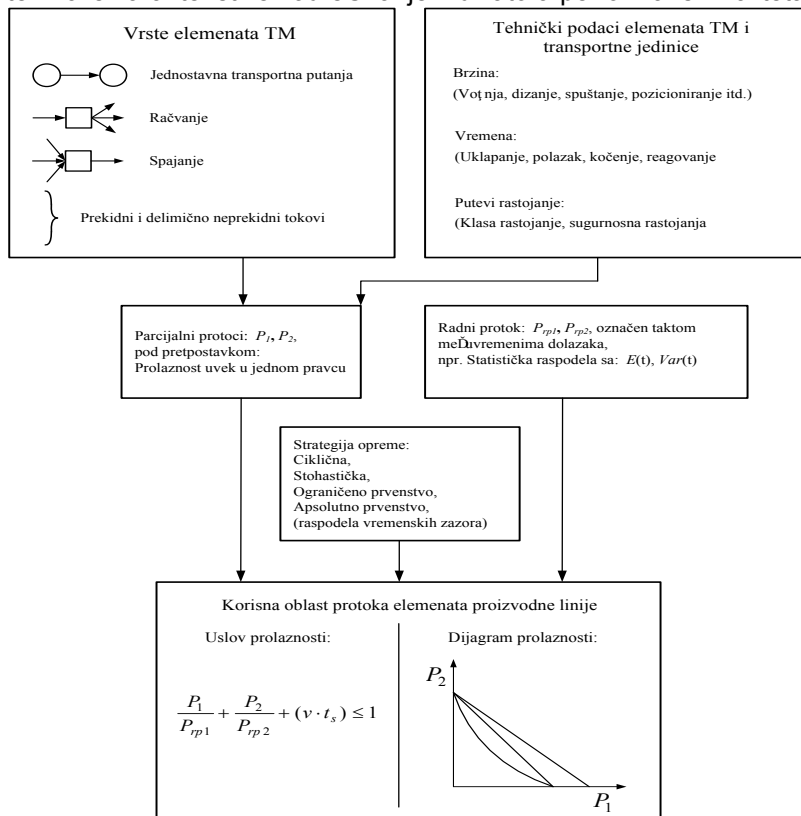 Vrste elemenata TM
Jednostavna transportna putanja
Račvanje
Spajanje
Prekidni i delimično neprekidni tokovi
Tehnički podaci elemenata TM i
transportne jedinice
Brzina:
(Voţnja, dizanje, spuštanje, pozicioniranje itd.)
Vremena:
(Uklapanje, polazak, kočenje, reagovanje
Putevi rastojanje:
(Klasa rastojanje, sugurnosna rastojanja
Parcijalni protoci: P₁, P₂,
pod pretpostavkom:
Prolaznost uvek u jednom pravcu
Radni protok: Pᵣₚ₁, Pᵣₚ₂, označen taktom
meĎuvremenima dolazaka,
npr. Statistička raspodela sa: E(t), Var(t)
Strategija opreme:
Ciklična,
Stohastička,
Ograničeno prvenstvo,
Apsolutno prvenstvo,
(raspodela vremenskih zazora)
Korisna oblast protoka elemenata proizvodne linije
Uslov prolaznosti:
P₁/Pᵣₚ₁ + P₂/Pᵣₚ₂ + (v · tₛ) ≤ 1
Dijagram prolaznosti:
P₂
P₁